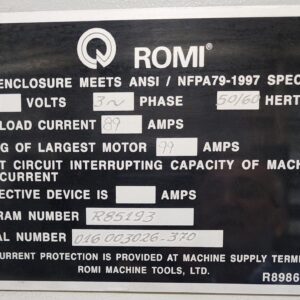 ROMI®
ENCLOSURE MEETS ANSI / NFPA79-1997 SPEC
VOLTS 3~ PHASE 50/60 HERT
LOAD CURRENT 89 AMPS
G OF LARGEST MOTOR 99 AMPS
T CIRCUIT INTERRUPTING CAPACITY OF MACH
CURRENT
ECTIVE DEVICE IS AMPS
RAM NUMBER R85193
AL NUMBER 016 003026-370
CURRENT PROTECTION IS PROVIDED AT MACHINE SUPPLY TERM
ROMI MACHINE TOOLS, LTD.
R8986